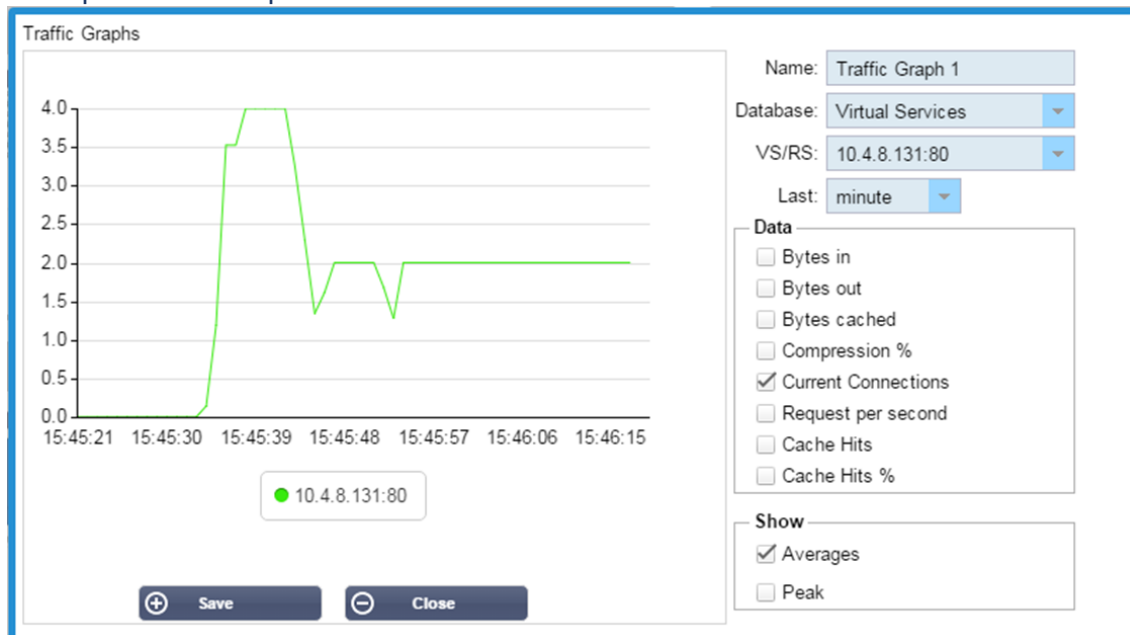 Traffic Graphs
4.0
3.5
3.0
2.5
2.0
1.5
1.0
0.5
0.0
15:45:21 15:45:30 15:45:39 15:45:48 15:45:57 15:46:06 15:46:15
10.4.8.131:80
Save Close
Name: Traffic Graph 1
Database: Virtual Services
VS/RS: 10.4.8.131:80
Last: minute
Data
Bytes in
Bytes out
Bytes cached
Compression %
Current Connections
Request per second
Cache Hits
Cache Hits %
Show
Averages
Peak